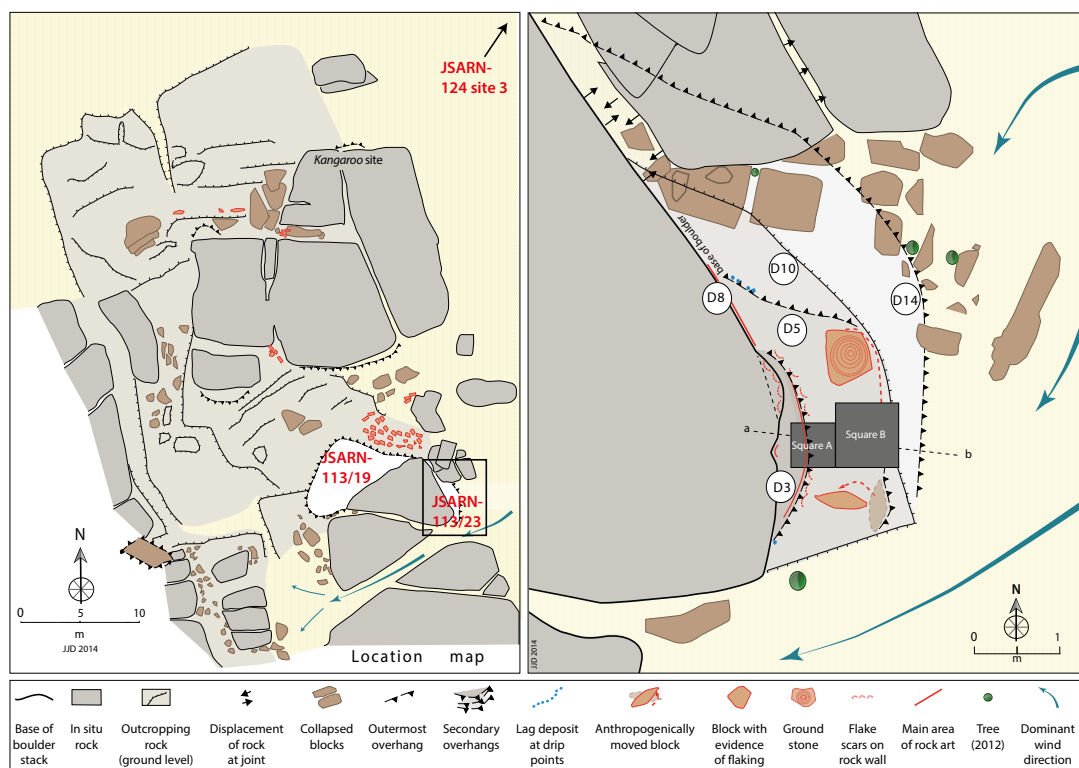 JSARN-
124 site 3
Kangaroo site
JSARN-
113/19
JSARN-
113/23
N
0 5 10
m
JJD 2014
Location map
base of boulder
D10
D8
D14
D5
a
Square A
Square B
b
D3
N
0 1
m
JJD 2014
Base of
boulder
stack
In situ
rock
Outcropping
rock
(ground level)
Displacement
of rock
at joint
Collapsed
blocks
Outermost
overhang
Secondary
overhangs
Lag deposit
at drip
points
Anthropogenically
moved block
Block with
evidence
of flaking
Ground
stone
Flake
scars on
rock wall
Main area
of rock art
Tree
(2012)
Dominant
wind
direction